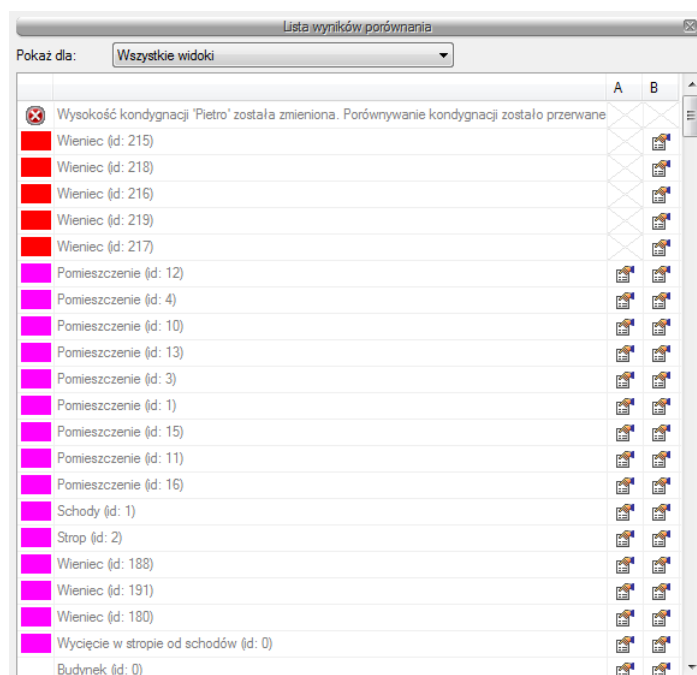 Lista wyników porównania
Pokaż dla: Wszystkie widoki
A B
Wysokość kondygnacji 'Pietro' została zmieniona. Porównywanie kondygnacji zostało przerwane
Wieniec (id: 215)
Wieniec (id: 218)
Wieniec (id: 216)
Wieniec (id: 219)
Wieniec (id: 217)
Pomieszczenie (id: 12)
Pomieszczenie (id: 4)
Pomieszczenie (id: 10)
Pomieszczenie (id: 13)
Pomieszczenie (id: 3)
Pomieszczenie (id: 1)
Pomieszczenie (id: 15)
Pomieszczenie (id: 11)
Pomieszczenie (id: 16)
Schody (id: 1)
Strop (id: 2)
Wieniec (id: 188)
Wieniec (id: 191)
Wieniec (id: 180)
Wycięcie w stropie od schodów (id: 0)
Budynek (id: 0)